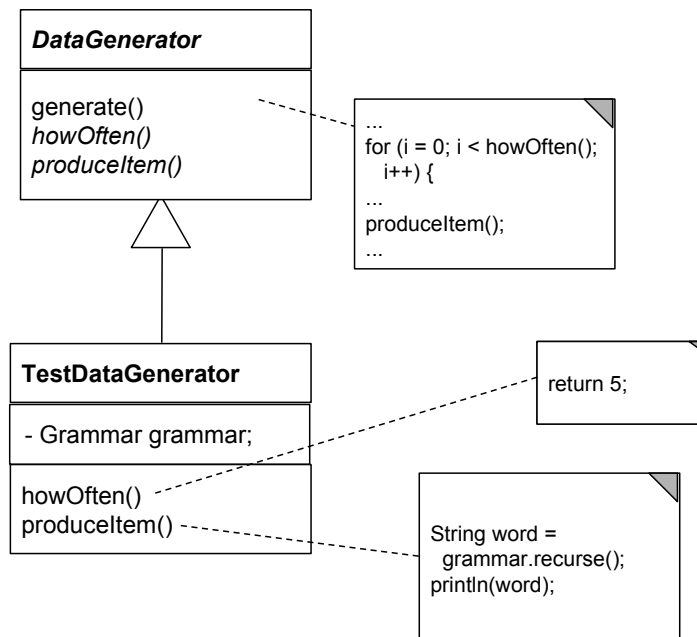 DataGenerator
generate()
howOften()
produceItem()
...
for (i = 0; i < howOften();
i++) {
...
produceItem();
...
TestDataGenerator
- Grammar grammar;
howOften()
produceItem()
return 5;
String word =
grammar.recurse();
println(word);